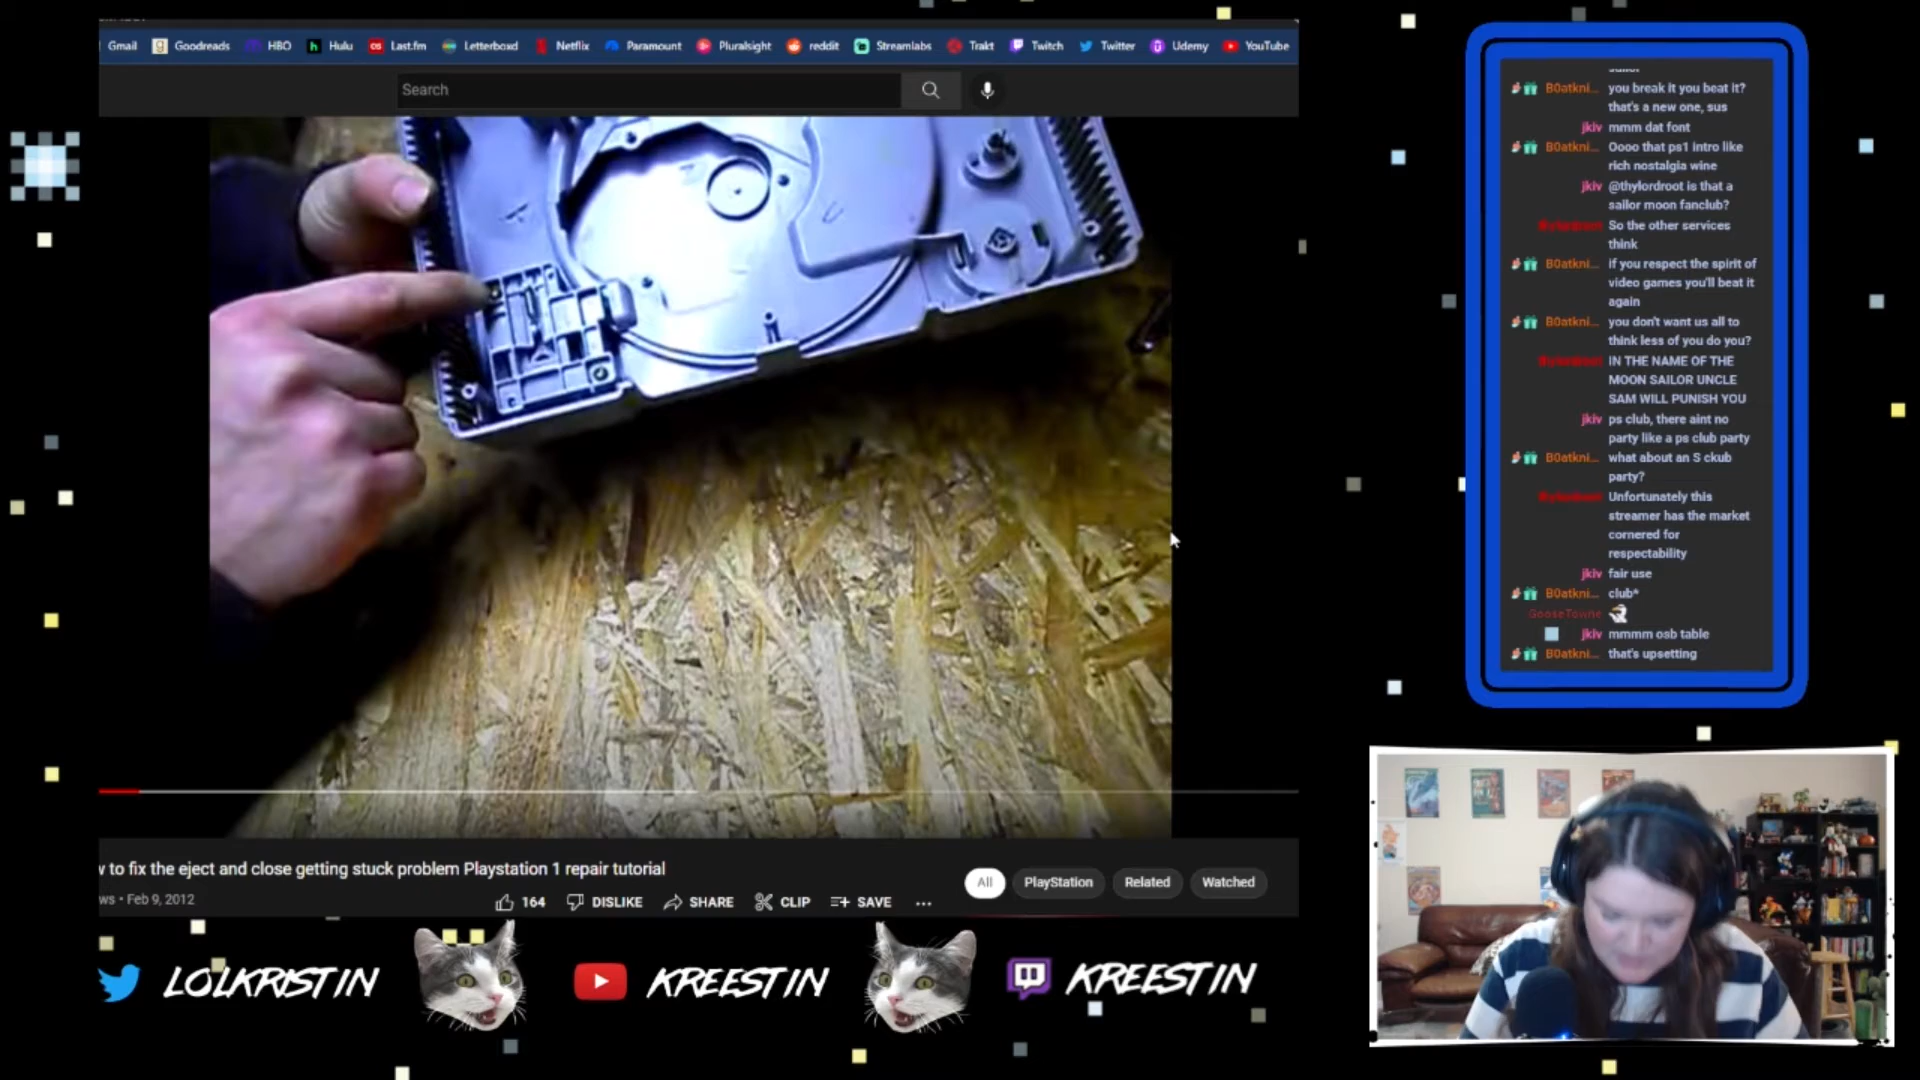 Gmail Goodreads HBO Hulu Last.fm Letterboxd Netflix Paramount Pluralsight reddit Streamlabs Trakt Twitch Twitter Udemy YouTube
Search
to fix the eject and close getting stuck problem Playstation 1 repair tutorial
ws • Feb 9, 2012
164 DISLIKE SHARE CLIP SAVE ...
All PlayStation Related Watched
LOLKRISTIN KREESTIN KREESTIN
B0atkni... you break it you beat it?
that's a new one, sus
jkiv mmm dat font
B0atkni... Oooo that ps1 intro like
rich nostalgia wine
jkiv @thylordroot is that a
sailor moon fanclub?
So the other services
think
B0atkni... if you respect the spirit of
video games you'll beat it
again
B0atkni... you don't want us all to
think less of you do you?
IN THE NAME OF THE
MOON SAILOR UNCLE
SAM WILL PUNISH YOU
jkiv ps club, there aint no
party like a ps club party
B0atkni... what about an S ckub
party?
Unfortunately this
streamer has the market
cornered for
respectability
jkiv fair use
B0atkni... club*
GooseTowne
jkiv mmmm osb table
B0atkni... that's upsetting